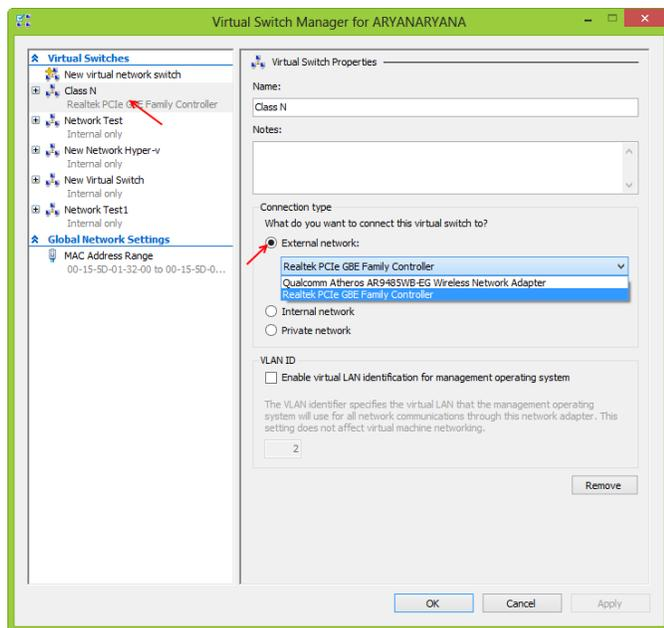 Virtual Switch Manager for ARYANARYANA
Virtual Switches
New virtual network switch
Class N
Realtek PCIe GBE Family Controller
Network Test
Internal only
New Network Hyper-v
Internal only
New Virtual Switch
Internal only
Network Test1
Internal only
Global Network Settings
MAC Address Range
00-15-5D-01-32-00 to 00-15-5D-0...
Virtual Switch Properties
Name:
Class N
Notes:
Connection type
What do you want to connect this virtual switch to?
External network:
Realtek PCIe GBE Family Controller
Qualcomm Atheros AR9485WB-EG Wireless Network Adapter
Realtek PCIe GBE Family Controller
Internal network
Private network
VLAN ID
Enable virtual LAN identification for management operating system
The VLAN identifier specifies the virtual LAN that the management operating
system will use for all network communications through this network adapter. This
setting does not affect virtual machine networking.
2
Remove
OK
Cancel
Apply